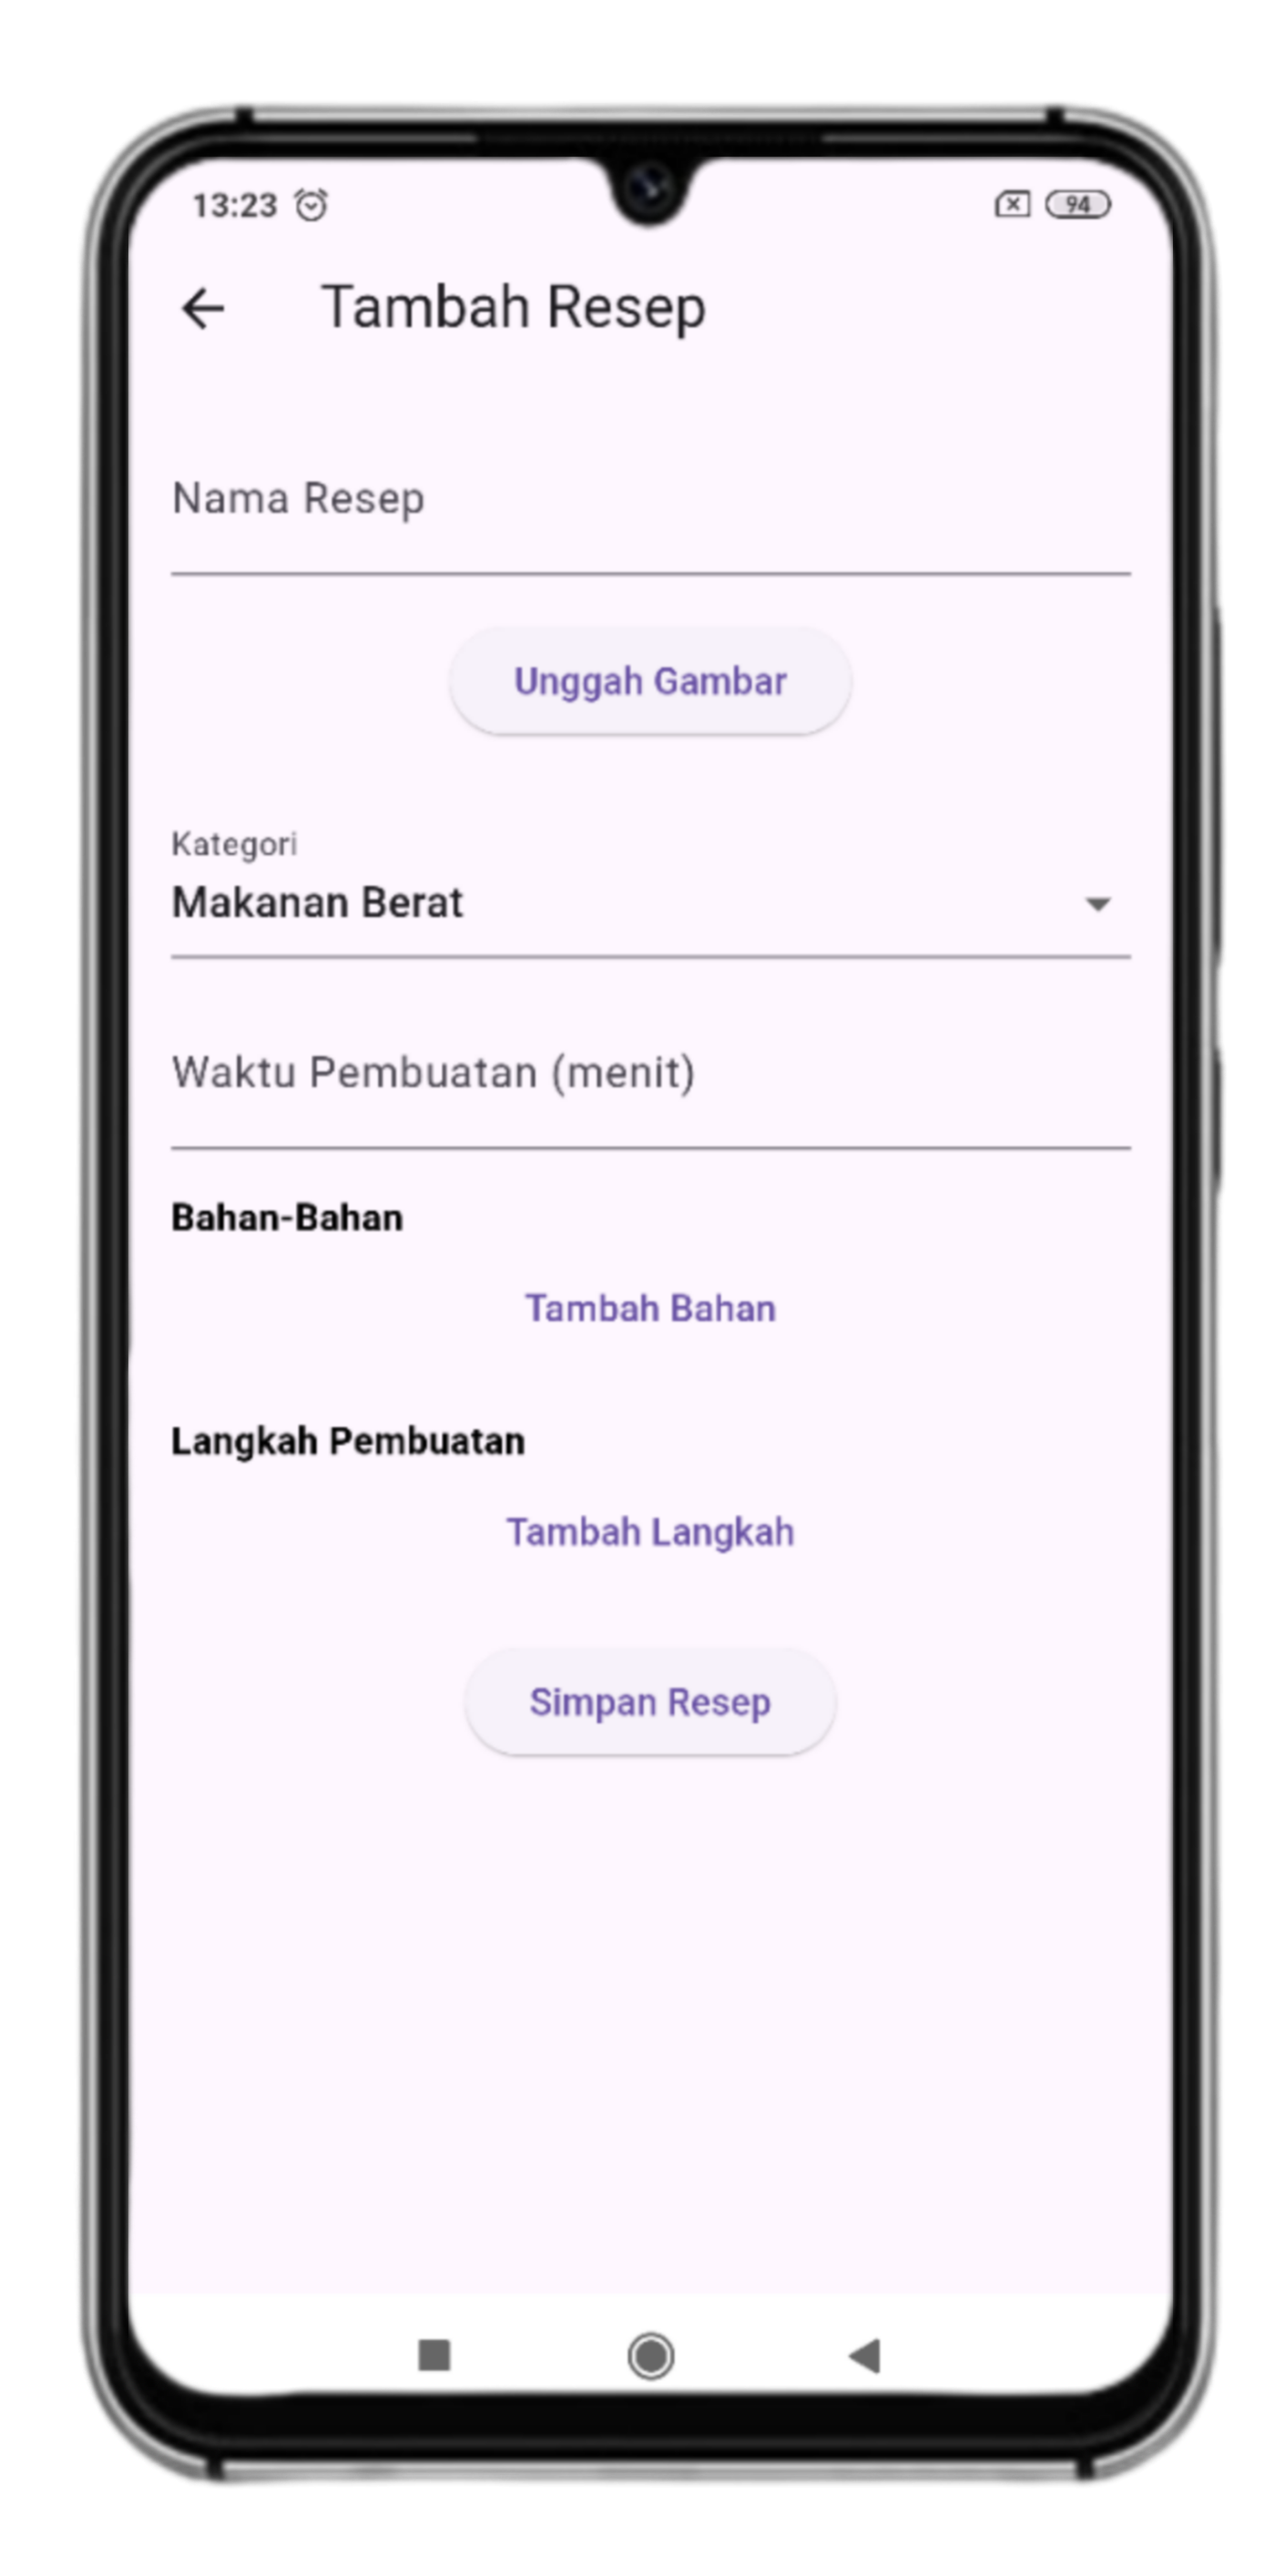 13:23
94
Tambah Resep
Nama Resep
Unggah Gambar
Kategori
Makanan Berat
Waktu Pembuatan (menit)
Bahan-Bahan
Tambah Bahan
Langkah Pembuatan
Tambah Langkah
Simpan Resep